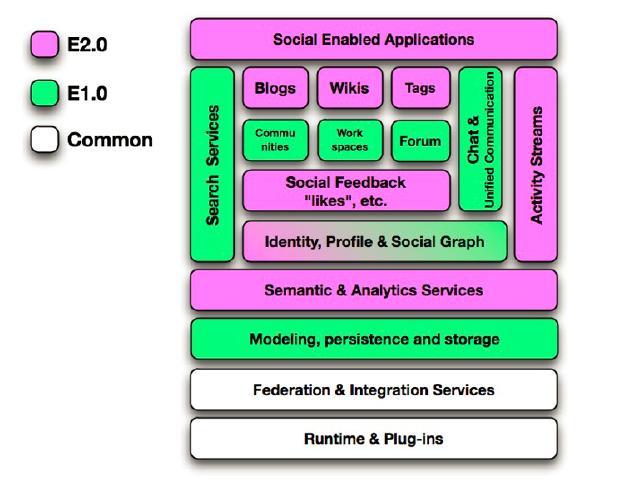 E2.0
E1.0
Common
Social Enabled Applications
Search Services
Blogs
Wikis
Tags
Commu
nities
Work
spaces
Forum
Chat &
Unified Communication
Activity Streams
Social Feedback
"likes", etc.
Identity, Profile & Social Graph
Semantic & Analytics Services
Modeling, persistence and storage
Federation & Integration Services
Runtime & Plug-ins